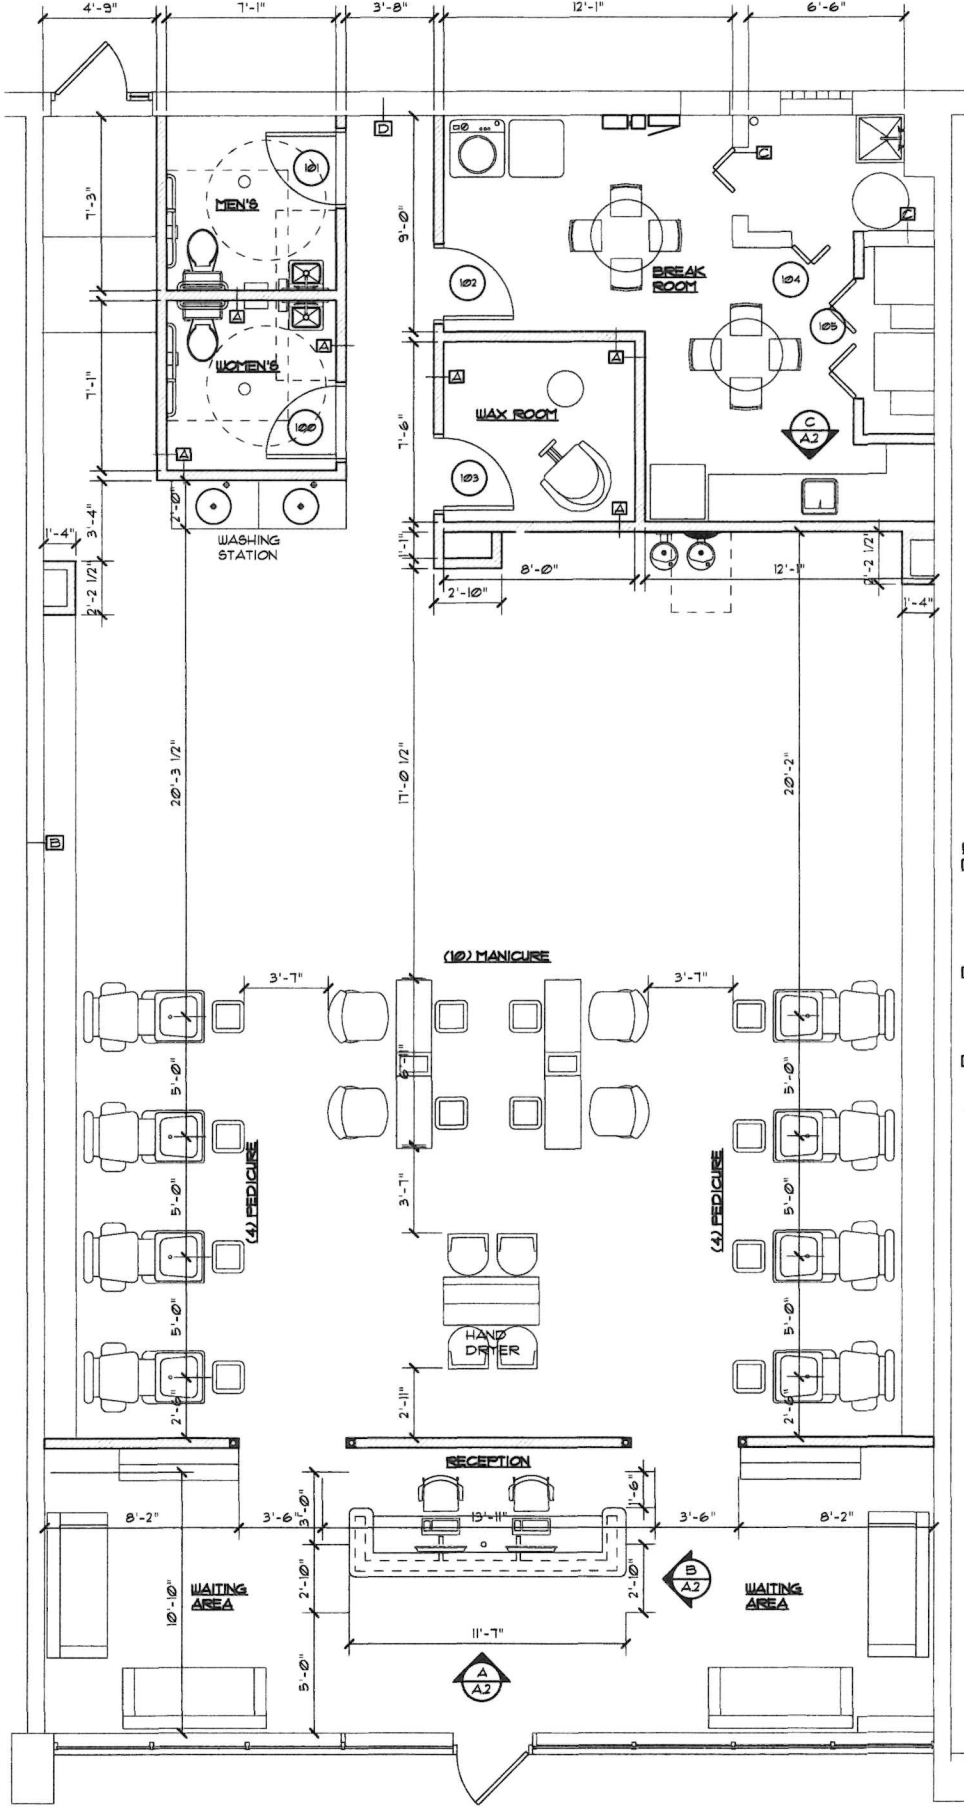 4'-9"
7'-1"
3'-8"
12'-1"
6'-6"
D
C
101
MEN'S
7'-3"
9'-0"
C
102
BREAK
ROOM
104
105
A
A
A
A
WOMEN'S
7'-1"
7'-6"
WAX ROOM
100
C
A.2
A
103
A
2'-0"
WASHING
STATION
3'-4"
1'-4"
2'-2 1/2"
1'-1"
8'-0"
2'-10"
12'-1"
2'-2 1/2"
1'-4"
20'-3 1/2"
17'-0 1/2"
20'-2"
B
(10) MANICURE
3'-7"
3'-7"
6'-11"
5'-0"
5'-0"
(4) PEDICURE
(4) PEDICURE
3'-7"
5'-0"
5'-0"
5'-0"
5'-0"
HAND
DRYER
2'-11"
2'-6"
2'-6"
RECEPTION
3'-0"
1'-6"
8'-2"
3'-6"
13'-11"
3'-6"
8'-2"
10'-10"
WAITING
AREA
2'-10"
2'-10"
B
A.2
WAITING
AREA
11'-7"
5'-0"
A
A.2